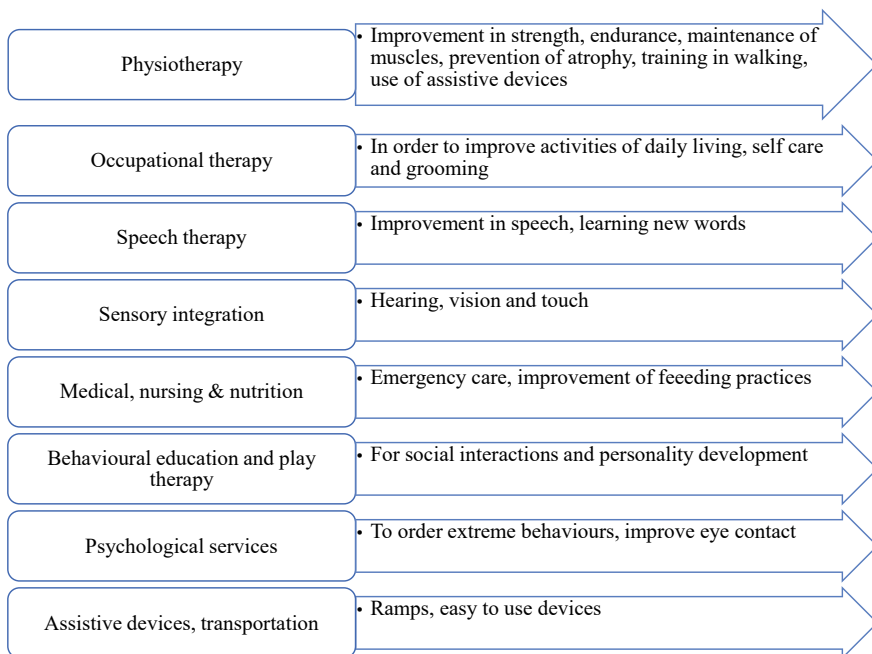 Physiotherapy
• Improvement in strength, endurance, maintenance of
muscles, prevention of atrophy, training in walking,
use of assistive devices
Occupational therapy
• In order to improve activities of daily living, self care
and grooming
Speech therapy
• Improvement in speech, learning new words
Sensory integration
• Hearing, vision and touch
Medical, nursing & nutrition
• Emergency care, improvement of feeeding practices
Behavioural education and play
therapy
• For social interactions and personality development
Psychological services
• To order extreme behaviours, improve eye contact
Assistive devices, transportation
• Ramps, easy to use devices